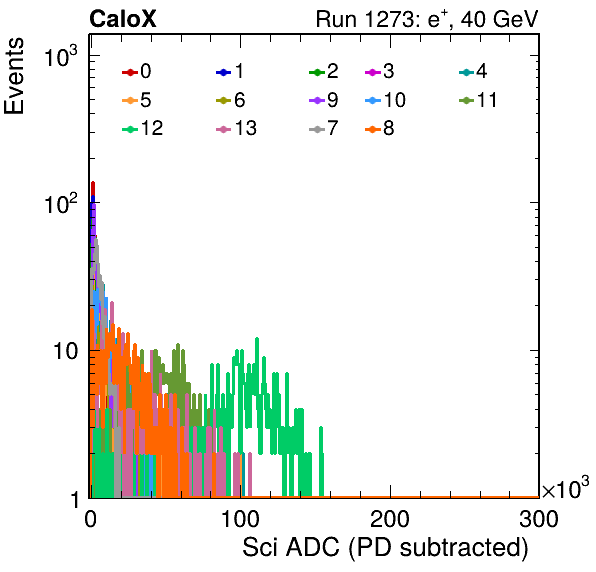 CaloX Run 1273: e⁺, 40 GeV
Events
10³
0 1 2 3 4
5 6 9 10 11
12 13 7 8
10²
10
1
0 100 200 300
×10³
Sci ADC (PD subtracted)